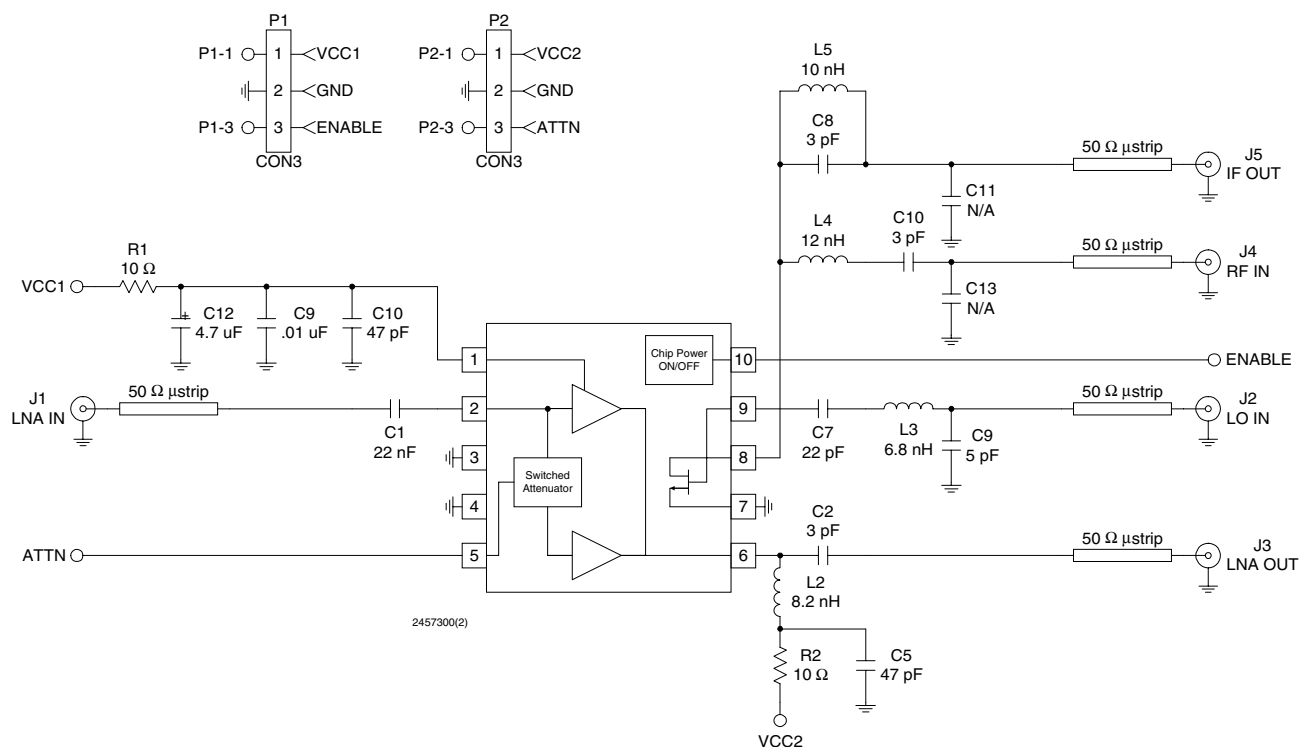 P1
P1-1 1 VCC1
2 GND
P1-3 3 ENABLE
CON3
P2
P2-1 1 VCC2
2 GND
P2-3 3 ATTN
CON3
L5
10 nH
C8
3 pF
50 Ω µstrip
J5
IF OUT
C11
N/A
L4
12 nH
C10
3 pF
50 Ω µstrip
J4
RF IN
C13
N/A
R1
10 Ω
VCC1
C12
4.7 uF
+
C9
.01 uF
C10
47 pF
1
Chip Power
ON/OFF
10
ENABLE
J1
LNA IN
50 Ω µstrip
C1
22 nF
2
9
C7
22 pF
L3
6.8 nH
C9
5 pF
50 Ω µstrip
J2
LO IN
3
Switched
Attenuator
8
4
7
ATTN
5
6
C2
3 pF
50 Ω µstrip
J3
LNA OUT
L2
8.2 nH
2457300(2)
R2
10 Ω
C5
47 pF
VCC2